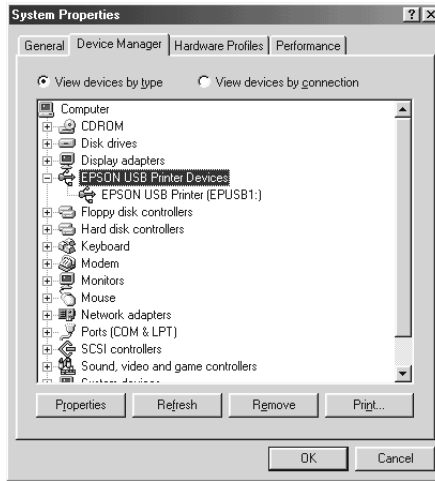 System Properties
General Device Manager Hardware Profiles Performance
View devices by type View devices by connection
Computer
CDROM
Disk drives
Display adapters
EPSON USB Printer Devices
EPSON USB Printer (EPUSB1:)
Floppy disk controllers
Hard disk controllers
Keyboard
Modem
Monitors
Mouse
Network adapters
Ports (COM & LPT)
SCSI controllers
Sound, video and game controllers
Properties Refresh Remove Print...
OK Cancel